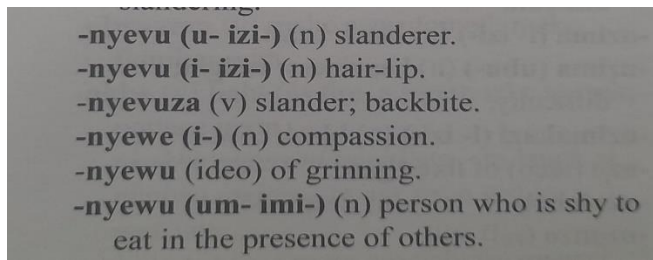 slandering.
-nyevu (u- izi-) (n) slanderer.
-nyevu (i- izi-) (n) hair-lip.
-nyevuza (v) slander; backbite.
-nyewe (i-) (n) compassion.
-nyewu (ideo) of grinning.
-nyewu (um- imi-) (n) person who is shy to
eat in the presence of others.